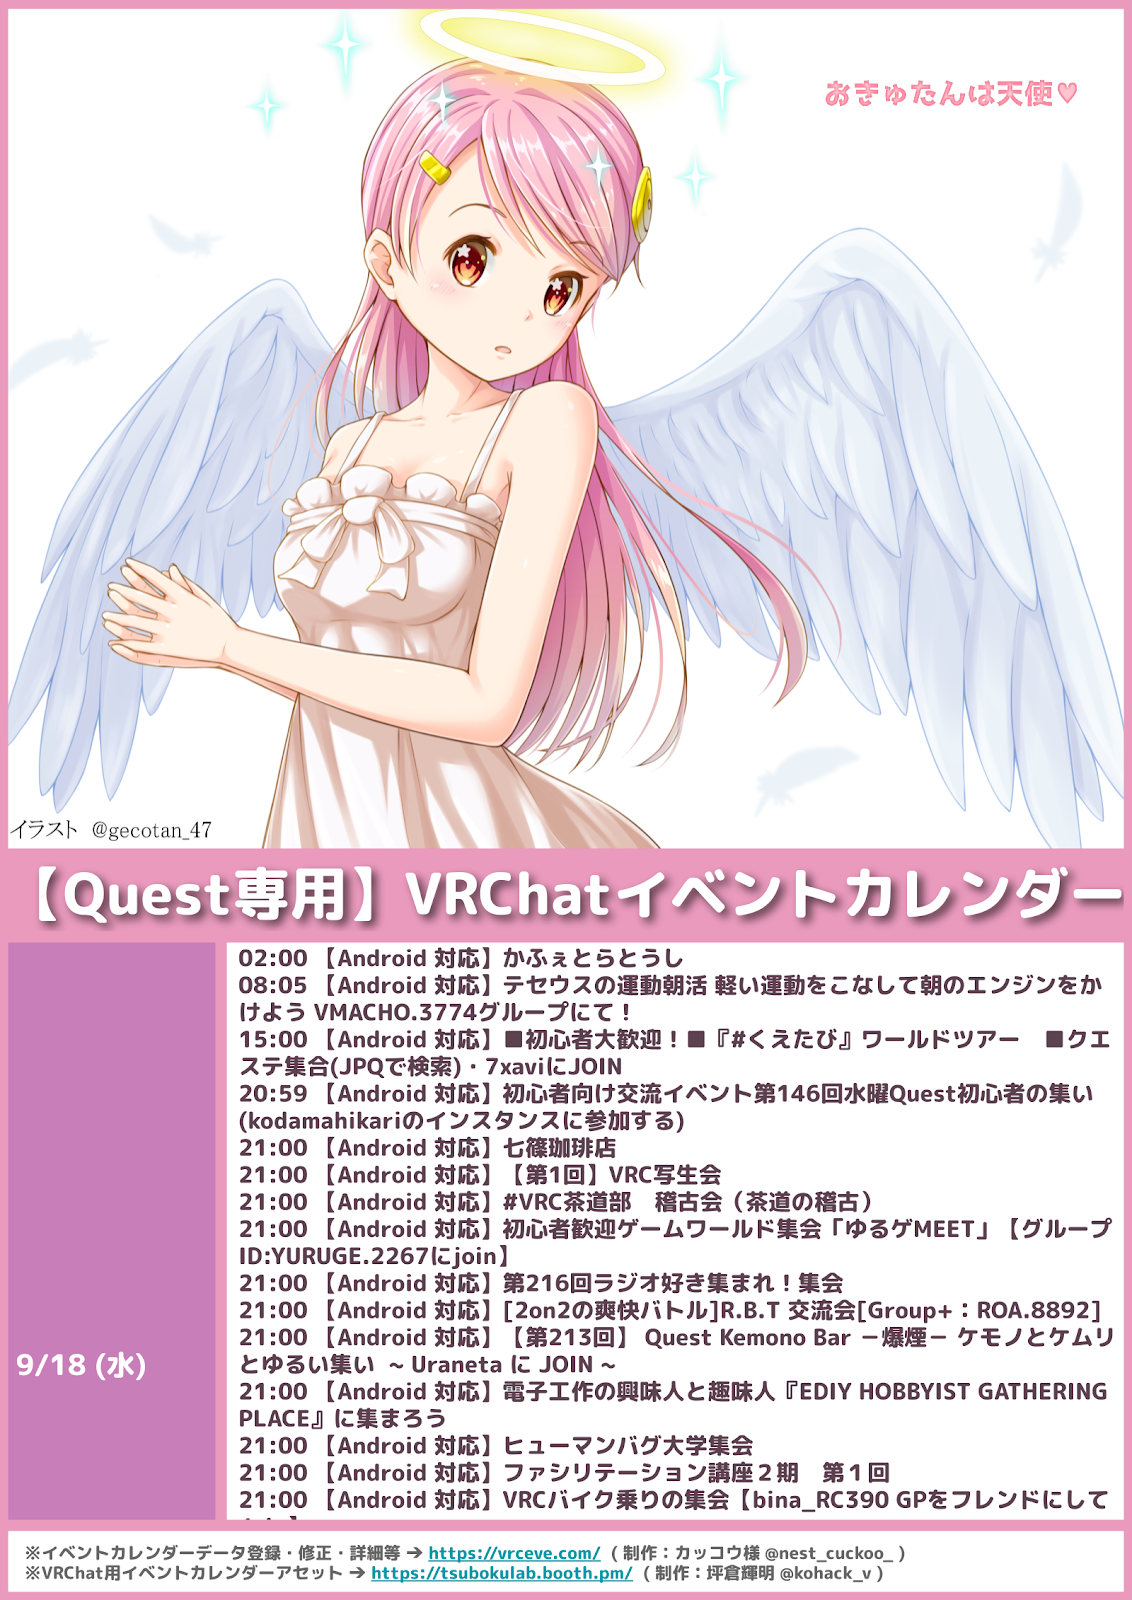 おきゅたんは天使♥
イラスト @gecotan_47
【Quest専用】VRChatイベントカレンダー
9/18 (水)
02:00 【Android 対応】かふぇとらとうし
08:05 【Android 対応】テセウスの運動朝活 軽い運動をこなして朝のエンジンをか
けよう VMACHO.3774グループにて！
15:00 【Android 対応】■初心者大歓迎！■『#くえたび』ワールドツアー　■クエ
ステ集合(JPQで検索)・7xaviにJOIN
20:59 【Android 対応】初心者向け交流イベント第146回水曜Quest初心者の集い
(kodamahikariのインスタンスに参加する)
21:00 【Android 対応】七篠珈琲店
21:00 【Android 対応】【第1回】VRC写生会
21:00 【Android 対応】#VRC茶道部　稽古会（茶道の稽古）
21:00 【Android 対応】初心者歓迎ゲームワールド集会「ゆるゲMEET」【グループ
ID:YURUGE.2267にjoin】
21:00 【Android 対応】第216回ラジオ好き集まれ！集会
21:00 【Android 対応】[2on2の爽快バトル]R.B.T 交流会[Group+：ROA.8892]
21:00 【Android 対応】【第213回】 Quest Kemono Bar －爆煙－ ケモノとケムリ
とゆるい集い ～Uraneta に JOIN～
21:00 【Android 対応】電子工作の興味人と趣味人『EDIY HOBBYIST GATHERING
PLACE』に集まろう
21:00 【Android 対応】ヒューマンバグ大学集会
21:00 【Android 対応】ファシリテーション講座２期　第１回
21:00 【Android 対応】VRCバイク乗りの集会【bina_RC390 GPをフレンドにして
※イベントカレンダーデータ登録・修正・詳細等 ➔ https://vrceve.com/ （制作：カッコウ様 @nest_cuckoo_）
※VRChat用イベントカレンダーアセット ➔ https://tsubokulab.booth.pm/ （制作：坪倉輝明 @kohack_v）